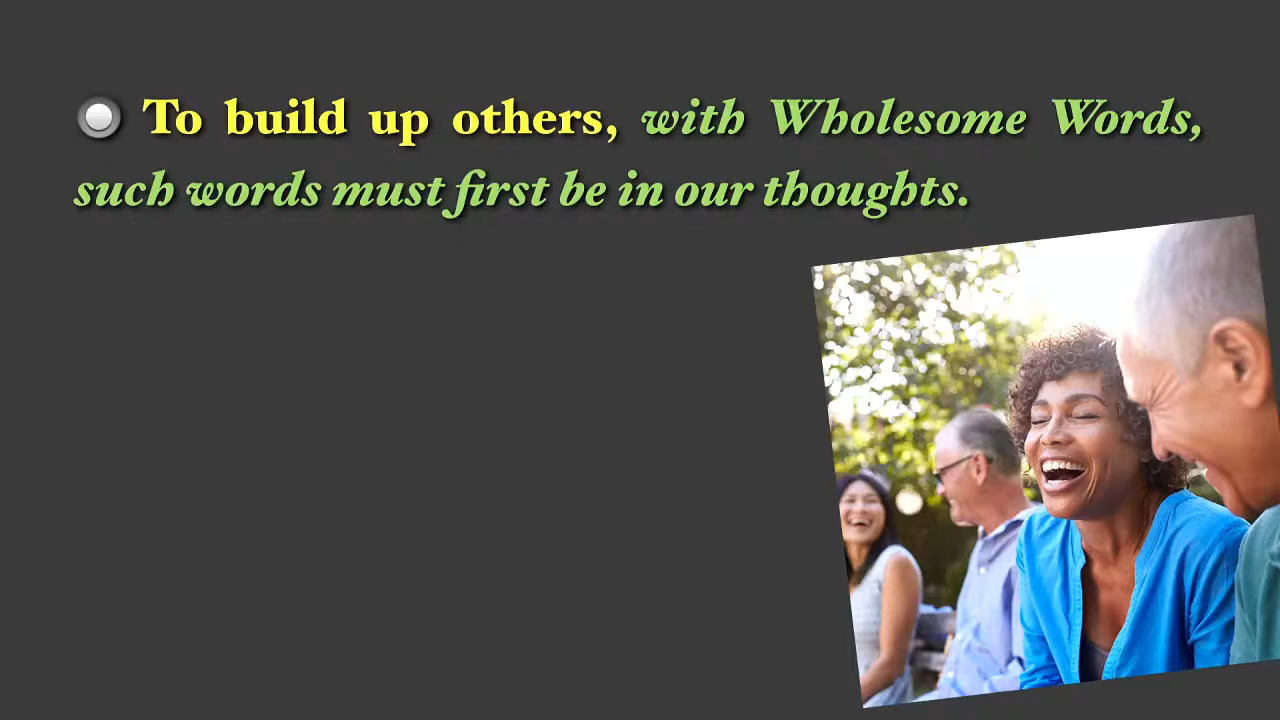 To build up others, with Wholesome Words,
such words must first be in our thoughts.